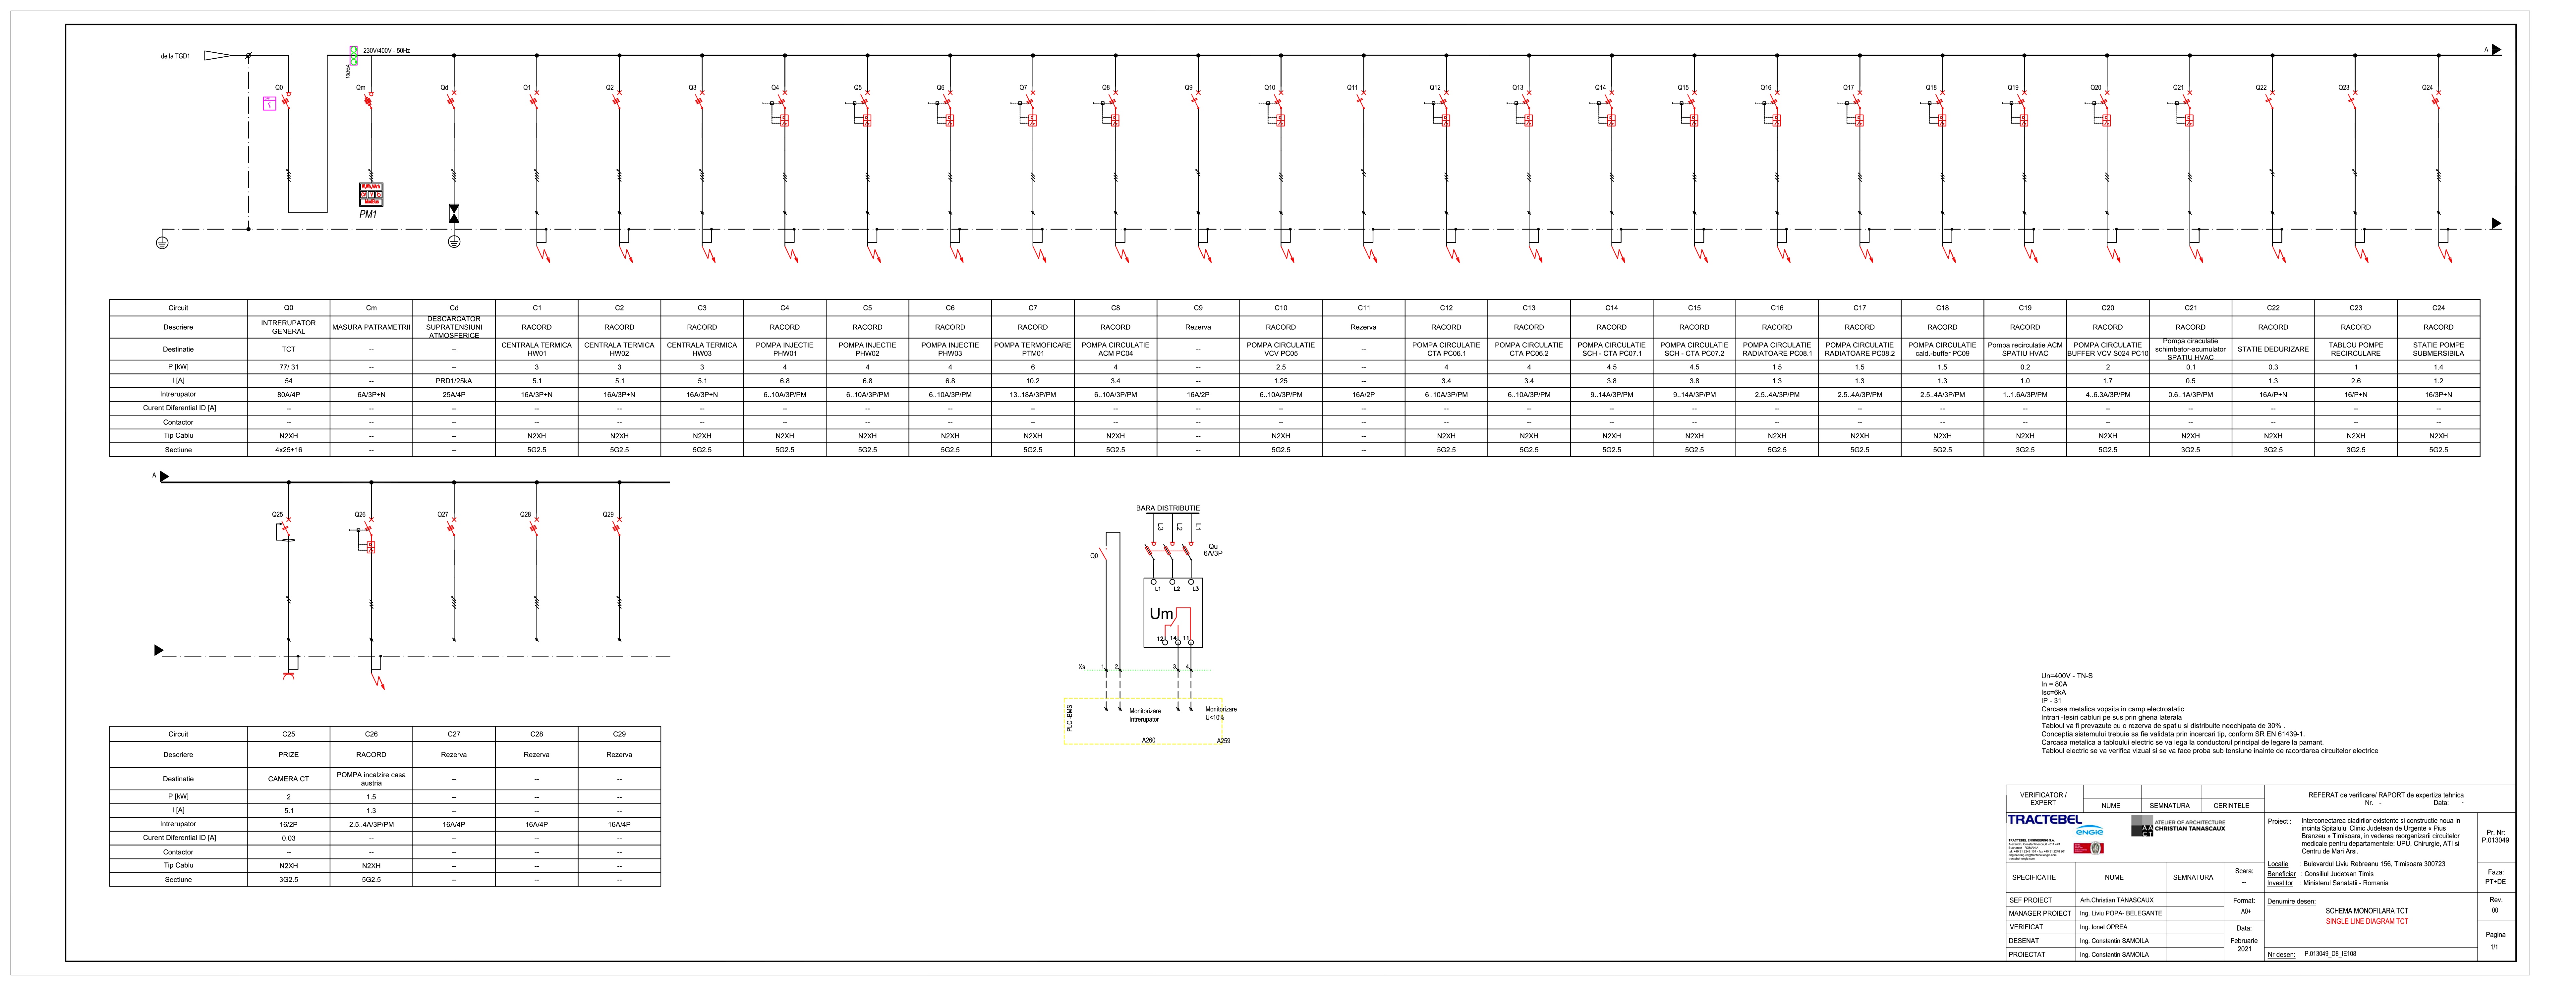 de la TGD1
100/5A
230V/400V - 50Hz
A
Q0 Qm Qd Q1 Q2 Q3 Q4 Q5 Q6 Q7 Q8 Q9 Q10 Q11 Q12 Q13 Q14 Q15 Q16 Q17 Q18 Q19 Q20 Q21 Q22 Q23 Q24
PM1
Circuit Q0 Cm Cd C1 C2 C3 C4 C5 C6 C7 C8 C9 C10 C11 C12 C13 C14 C15 C16 C17 C18 C19 C20 C21 C22 C23 C24
Descriere INTRERUPATOR GENERAL MASURA PATRAMETRII DESCARCATOR SUPRATENSIUNI ATMOSFERICE RACORD RACORD RACORD RACORD RACORD RACORD RACORD RACORD Rezerva RACORD Rezerva RACORD RACORD RACORD RACORD RACORD RACORD RACORD RACORD RACORD RACORD RACORD RACORD RACORD
Destinatie TCT -- -- CENTRALA TERMICA HW01 CENTRALA TERMICA HW02 CENTRALA TERMICA HW03 POMPA INJECTIE PHW01 POMPA INJECTIE PHW02 POMPA INJECTIE PHW03 POMPA TERMOFICARE PTM01 POMPA CIRCULATIE ACM PC04 -- POMPA CIRCULATIE VCV PC05 -- POMPA CIRCULATIE CTA PC06.1 POMPA CIRCULATIE CTA PC06.2 POMPA CIRCULATIE SCH - CTA PC07.1 POMPA CIRCULATIE SCH - CTA PC07.2 POMPA CIRCULATIE RADIATOARE PC08.1 POMPA CIRCULATIE RADIATOARE PC08.2 POMPA CIRCULATIE cald.-buffer PC09 Pompa recirculatie ACM SPATIU HVAC POMPA CIRCULATIE BUFFER VCV S024 PC10 Pompa ciraculatie schimbator-acumulator SPATIU HVAC STATIE DEDURIZARE TABLOU POMPE RECIRCULARE STATIE POMPE SUBMERSIBILA
P [kW] 77/ 31 -- -- 3 3 3 4 4 4 6 4 -- 2.5 -- 4 4 4.5 4.5 1.5 1.5 1.5 0.2 2 0.1 0.3 1 1.4
I [A] 54 -- PRD1/25kA 5.1 5.1 5.1 6.8 6.8 6.8 10.2 3.4 -- 1.25 -- 3.4 3.4 3.8 3.8 1.3 1.3 1.3 1.0 1.7 0.5 1.3 2.6 1.2
Intrerupator 80A/4P 6A/3P+N 25A/4P 16A/3P+N 16A/3P+N 16A/3P+N 6..10A/3P/PM 6..10A/3P/PM 6..10A/3P/PM 13..18A/3P/PM 6..10A/3P/PM 16A/2P 6..10A/3P/PM 16A/2P 6..10A/3P/PM 6..10A/3P/PM 9..14A/3P/PM 9..14A/3P/PM 2.5..4A/3P/PM 2.5..4A/3P/PM 2.5..4A/3P/PM 1..1.6A/3P/PM 4..6.3A/3P/PM 0.6..1A/3P/PM 16A/P+N 16/P+N 16/3P+N
Curent Diferential ID [A] -- -- -- -- -- -- -- -- -- -- -- -- -- -- -- -- -- -- -- -- -- -- -- -- -- -- --
Contactor -- -- -- -- -- -- -- -- -- -- -- -- -- -- -- -- -- -- -- -- -- -- -- -- -- -- --
Tip Cablu N2XH -- -- N2XH N2XH N2XH N2XH N2XH N2XH N2XH N2XH -- N2XH -- N2XH N2XH N2XH N2XH N2XH N2XH N2XH N2XH N2XH N2XH N2XH N2XH N2XH
Sectiune 4x25+16 -- -- 5G2.5 5G2.5 5G2.5 5G2.5 5G2.5 5G2.5 5G2.5 5G2.5 -- 5G2.5 -- 5G2.5 5G2.5 5G2.5 5G2.5 5G2.5 5G2.5 5G2.5 3G2.5 5G2.5 3G2.5 3G2.5 3G2.5 5G2.5
A
Q25 Q26 Q27 Q28 Q29
Circuit C25 C26 C27 C28 C29
Descriere PRIZE RACORD Rezerva Rezerva Rezerva
Destinatie CAMERA CT POMPA incalzire casa austria -- -- --
P [kW] 2 1.5 -- -- --
I [A] 5.1 1.3 -- -- --
Intrerupator 16/2P 2.5..4A/3P/PM 16A/4P 16A/4P 16A/4P
Curent Diferential ID [A] 0.03 -- -- -- --
Contactor -- -- -- -- --
Tip Cablu N2XH N2XH -- -- --
Sectiune 3G2.5 5G2.5 -- -- --
BARA DISTRIBUTIE
L3 L2 L1
Q0
Qu
6A/3P
L1 L2 L3
Um
12 14 11
Xs 1 2 3 4
PLC -BMS
Monitorizare
Intrerupator
Monitorizare
U<10%
A260
A259
Un=400V - TN-S
In = 80A
Isc=6kA
IP - 31
Carcasa metalica vopsita in camp electrostatic
Intrari -Iesiri cabluri pe sus prin ghena laterala
Tabloul va fi prevazute cu o rezerva de spatiu si distribuite neechipata de 30% .
Conceptia sistemului trebuie sa fie validata prin incercari tip, conform SR EN 61439-1.
Carcasa metalica a tabloului electric se va lega la conductorul principal de legare la pamant.
Tabloul electric se va verifica vizual si se va face proba sub tensiune inainte de racordarea circuitelor electrice
VERIFICATOR /
EXPERT
NUME SEMNATURA CERINTELE
REFERAT de verificare/ RAPORT de expertiza tehnica
Nr. - Data: -
TRACTEBEL
ENGIE
ATELIER OF ARCHITECTURE
CHRISTIAN TANASCAUX
TRACTEBEL ENGINEERING S.A.
Proiect : Interconectarea cladirilor existente si constructie noua in
incinta Spitalului Clinic Judetean de Urgente « Pius
Branzeu » Timisoara, in vederea reorganizarii circuitelor
medicale pentru departamentele: UPU, Chirurgie, ATI si
Centru de Mari Arsi.
Pr. Nr:
P.013049
Locatie : Bulevardul Liviu Rebreanu 156, Timisoara 300723
Beneficiar : Consiliul Judetean Timis
Investitor : Ministerul Sanatatii - Romania
Faza:
PT+DE
SPECIFICATIE NUME SEMNATURA
Scara:
--
SEF PROIECT Arh.Christian TANASCAUX
MANAGER PROIECT Ing. Liviu POPA- BELEGANTE
VERIFICAT Ing. Ionel OPREA
DESENAT Ing. Constantin SAMOILA
PROIECTAT Ing. Constantin SAMOILA
Format:
A0+
Data:
Februarie
2021
Denumire desen:
SCHEMA MONOFILARA TCT
SINGLE LINE DIAGRAM TCT
Rev.
00
Pagina
1/1
Nr desen: P.013049_D8_IE108